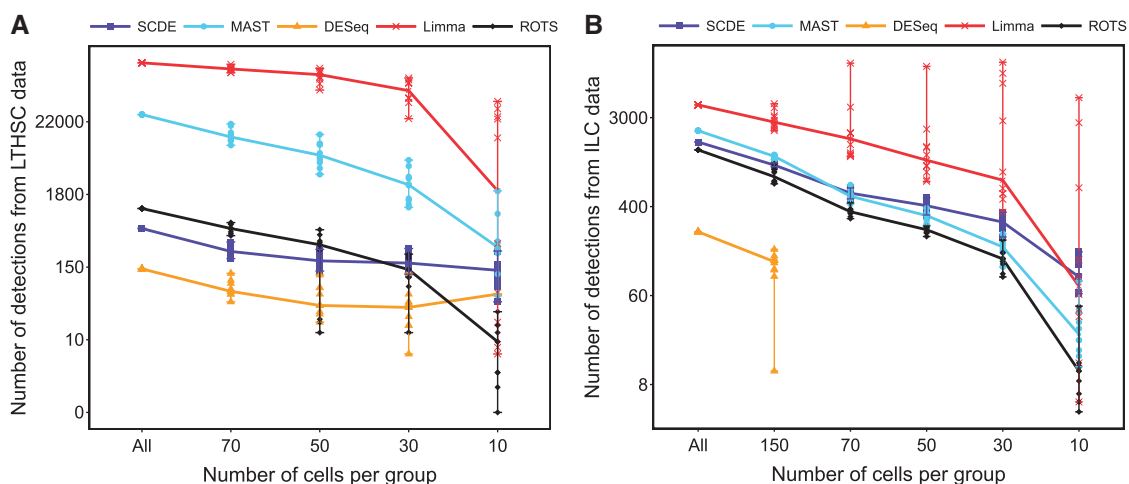 A
SCDE MAST DESeq Limma ROTS
Number of detections from LTHSC data
22000
1800
150
10
0
All 70 50 30 10
Number of cells per group
B
SCDE MAST DESeq Limma ROTS
Number of detections from ILC data
3000
400
60
8
All 150 70 50 30 10
Number of cells per group